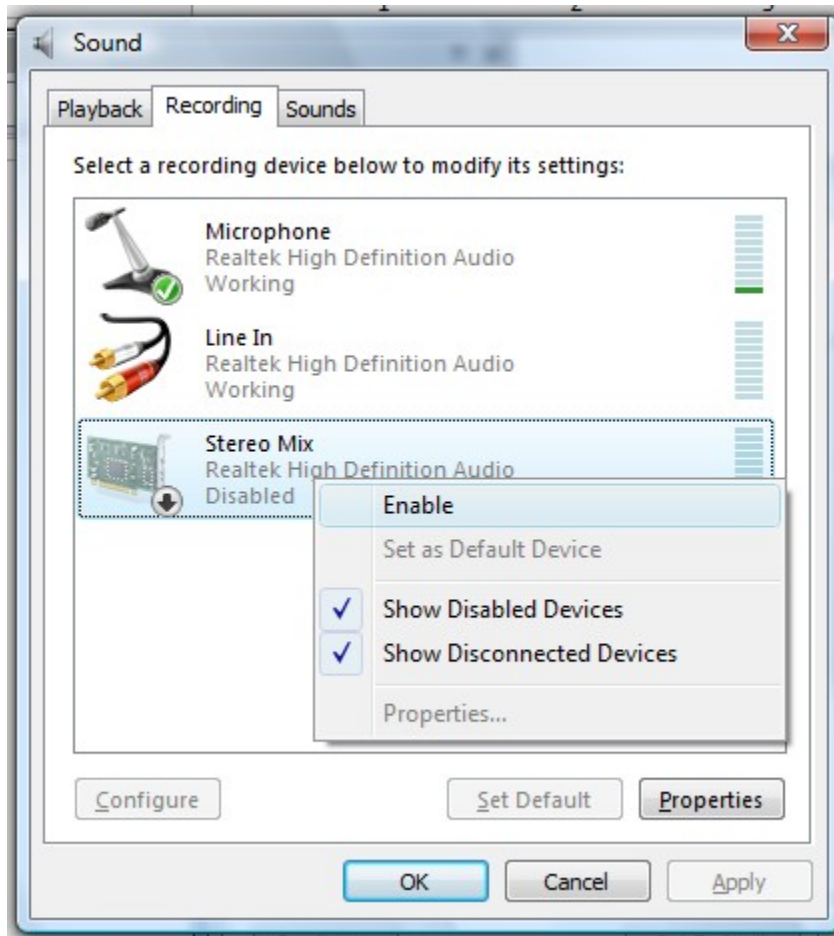 Sound
Playback Recording Sounds
Select a recording device below to modify its settings:
Microphone
Realtek High Definition Audio
Working
Line In
Realtek High Definition Audio
Working
Stereo Mix
Realtek High Definition Audio
Disabled
Enable
Set as Default Device
Show Disabled Devices
Show Disconnected Devices
Properties...
Configure Set Default Properties
OK Cancel Apply